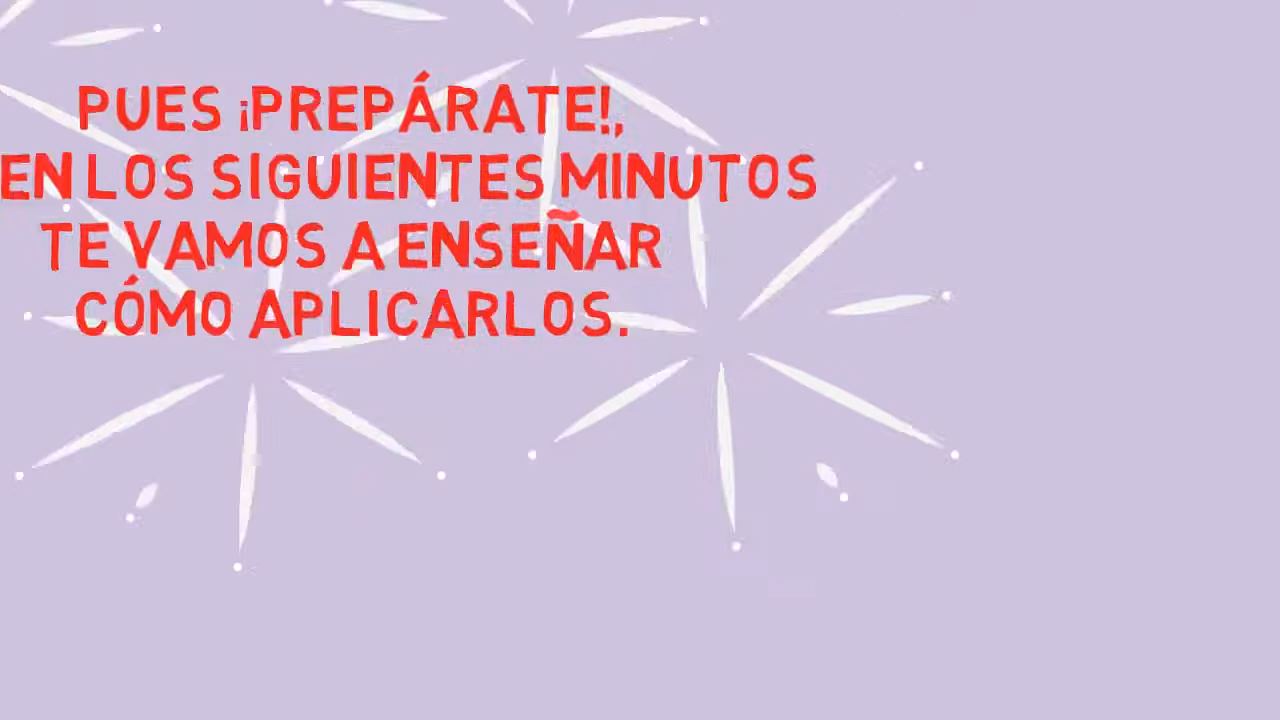 PUES ¡PREPÁRATE!,
EN LOS SIGUIENTES MINUTOS
TE VAMOS A ENSEÑAR
CÓMO APLICARLOS.